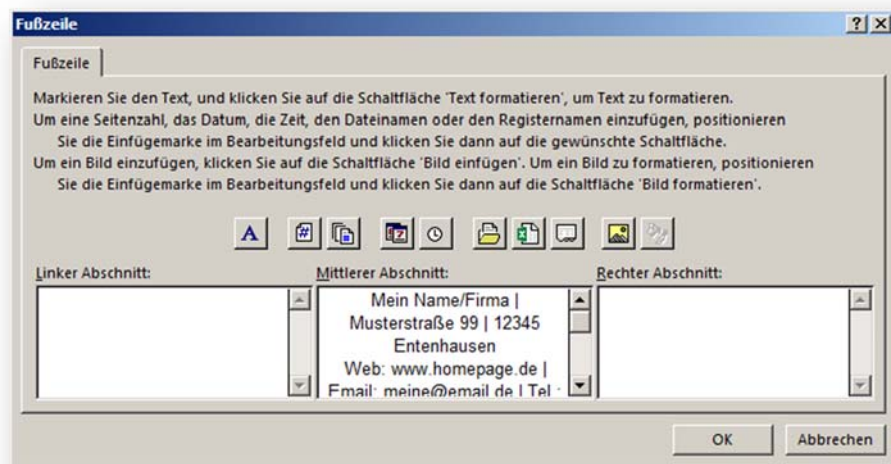 Fußzeile
Fußzeile
Markieren Sie den Text, und klicken Sie auf die Schaltfläche 'Text formatieren', um Text zu formatieren.
Um eine Seitenzahl, das Datum, die Zeit, den Dateinamen oder den Registernamen einzufügen, positionieren
Sie die Einfügemarke im Bearbeitungsfeld und klicken Sie dann auf die gewünschte Schaltfläche.
Um ein Bild einzufügen, klicken Sie auf die Schaltfläche 'Bild einfügen'. Um ein Bild zu formatieren, positionieren
Sie die Einfügemarke im Bearbeitungsfeld und klicken Sie dann auf die Schaltfläche 'Bild formatieren'.
A
Linker Abschnitt: Mittlerer Abschnitt: Rechter Abschnitt:
Mein Name/Firma |
Musterstraße 99 | 12345
Entenhausen
Web: www.homepage.de |
Email: meine@email.de | Tel.:
OK Abbrechen